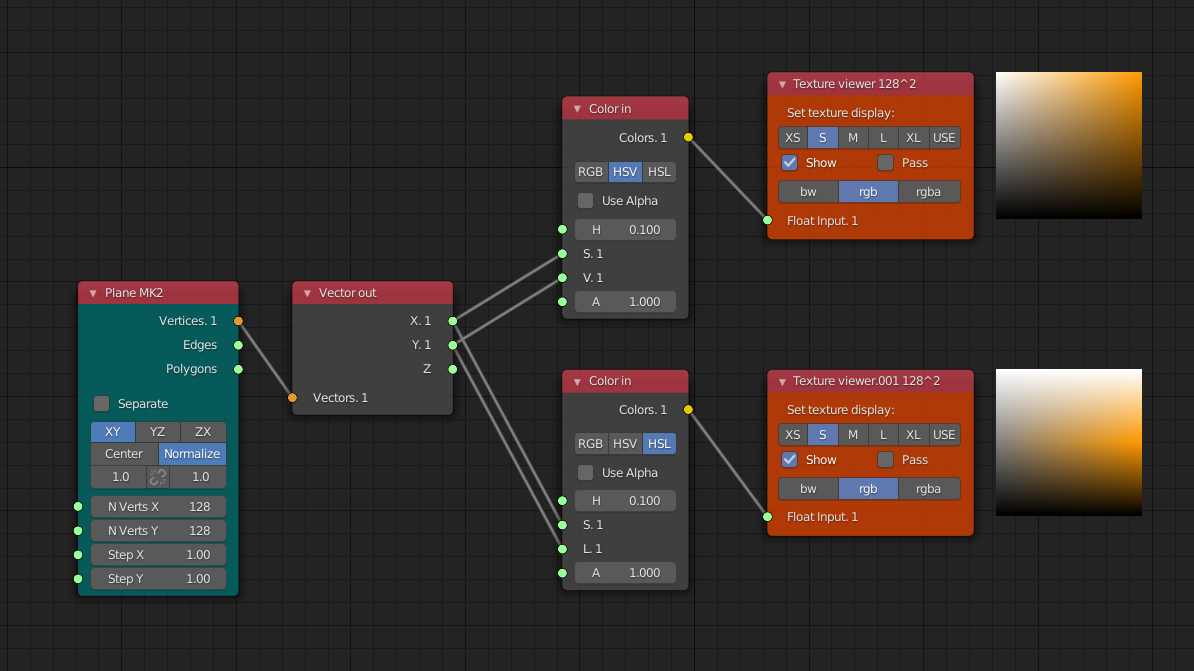 Plane MK2
Vertices. 1
Edges
Polygons
Separate
XY YZ ZX
Center Normalize
1.0 1.0
N Verts X 128
N Verts Y 128
Step X 1.00
Step Y 1.00
Vector out
X. 1
Y. 1
Z
Vectors. 1
Color in
Colors. 1
RGB HSV HSL
Use Alpha
H 0.100
S. 1
V. 1
A 1.000
Texture viewer 128^2
Set texture display:
XS S M L XL USE
Show Pass
bw rgb rgba
Float Input. 1
Color in
Colors. 1
RGB HSV HSL
Use Alpha
H 0.100
S. 1
L. 1
A 1.000
Texture viewer.001 128^2
Set texture display:
XS S M L XL USE
Show Pass
bw rgb rgba
Float Input. 1